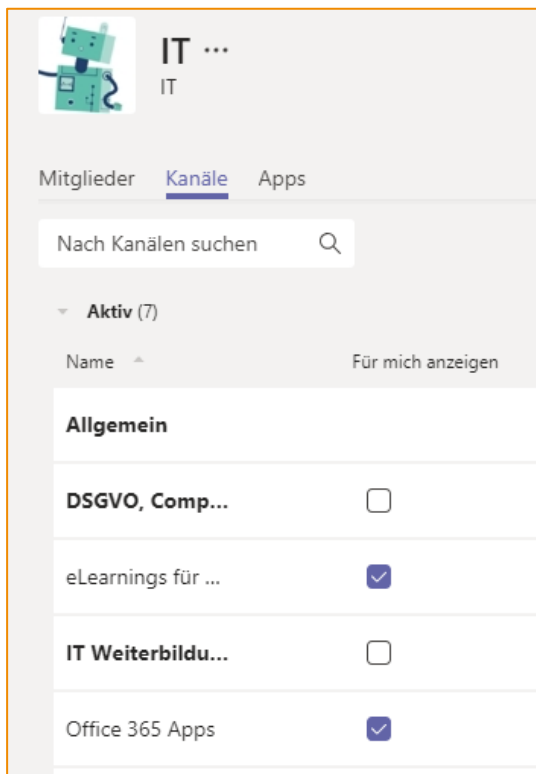 IT ...
IT
Mitglieder Kanäle Apps
Nach Kanälen suchen
Aktiv (7)
Name Für mich anzeigen
Allgemein
DSGVO, Comp...
eLearnings für ...
IT Weiterbildu...
Office 365 Apps